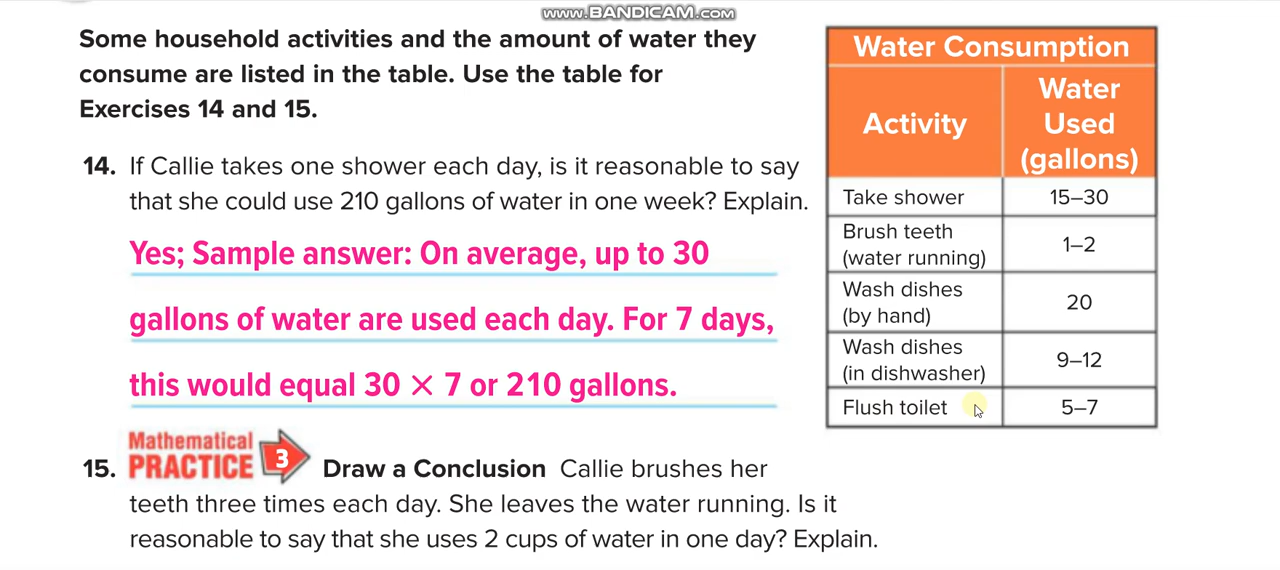 www.BANDICAM.com
Some household activities and the amount of water they
consume are listed in the table. Use the table for
Exercises 14 and 15.
14. If Callie takes one shower each day, is it reasonable to say
that she could use 210 gallons of water in one week? Explain.
Yes; Sample answer: On average, up to 30
gallons of water are used each day. For 7 days,
this would equal 30 × 7 or 210 gallons.
Water Consumption
Activity
Water
Used
(gallons)
Take shower 15–30
Brush teeth
(water running) 1–2
Wash dishes
(by hand) 20
Wash dishes
(in dishwasher) 9–12
Flush toilet 5–7
15. Mathematical
PRACTICE 3 Draw a Conclusion Callie brushes her
teeth three times each day. She leaves the water running. Is it
reasonable to say that she uses 2 cups of water in one day? Explain.